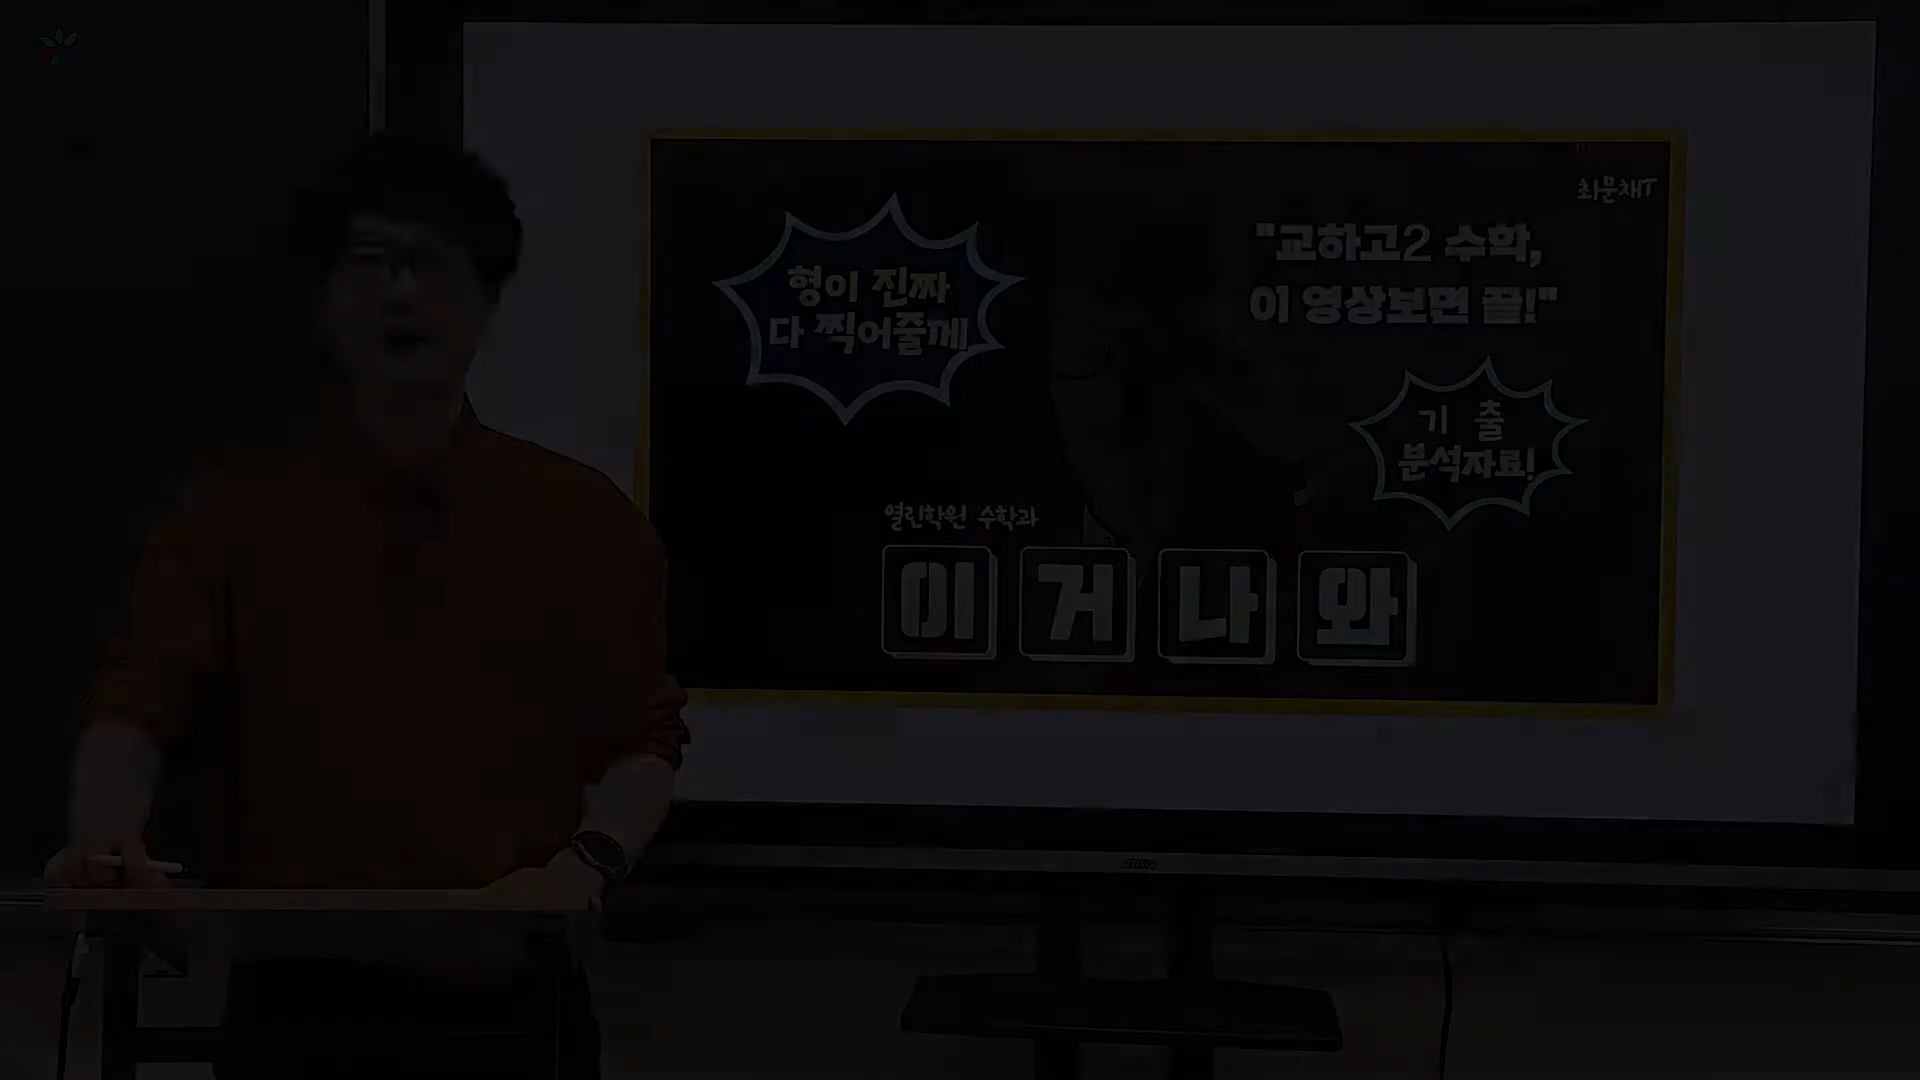 최문채T
"교하고2 수학,
이 영상보면 끝!"
형이 진짜
다 찍어줄께
기 출
분석자료!
열린학원 수학과
이거나와